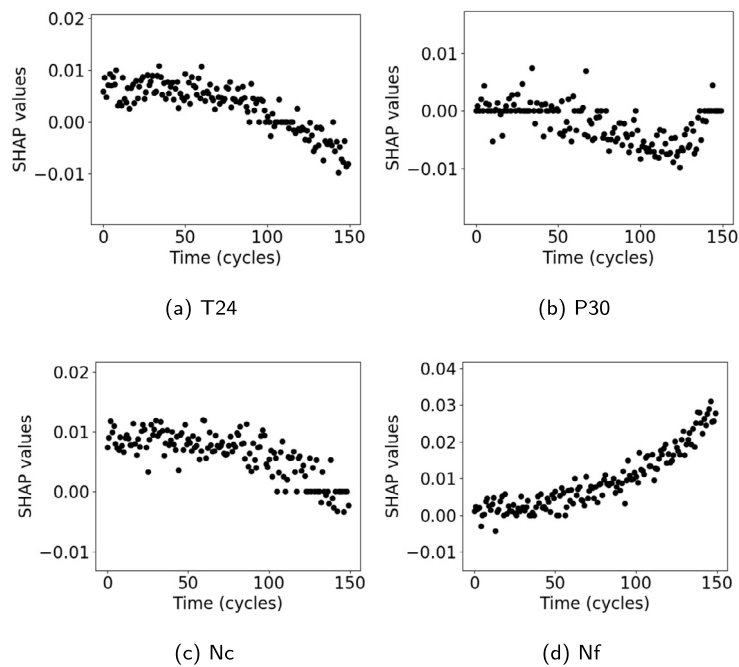 0.02
0.01
0.00
−0.01
SHAP values
0 50 100 150
Time (cycles)
(a) T24
0.01
0.00
−0.01
SHAP values
0 50 100 150
Time (cycles)
(b) P30
0.02
0.01
0.00
−0.01
SHAP values
0 50 100 150
Time (cycles)
(c) Nc
0.04
0.03
0.02
0.01
0.00
−0.01
SHAP values
0 50 100 150
Time (cycles)
(d) Nf